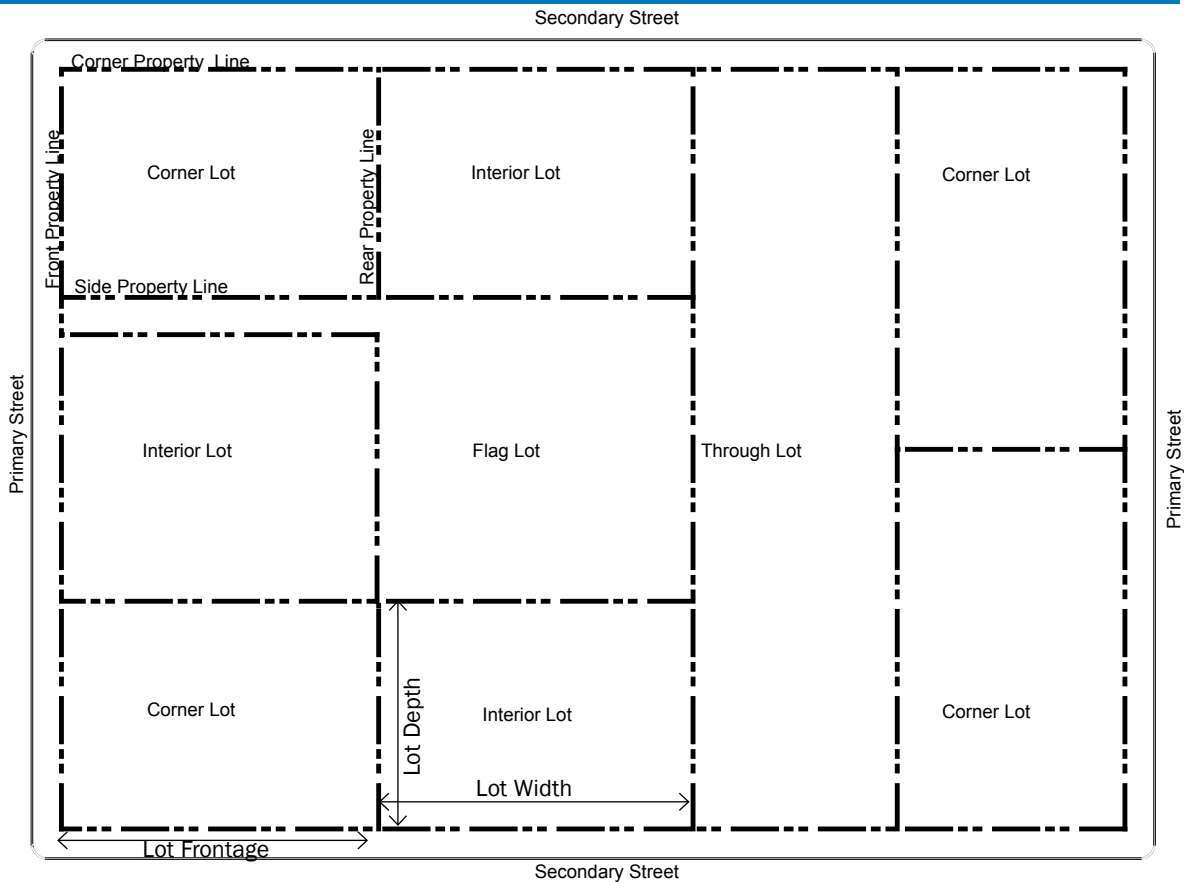 Secondary Street
Corner Property Line
Front Property Line
Corner Lot
Rear Property Line
Interior Lot
Corner Lot
Side Property Line
Primary Street
Interior Lot
Flag Lot
Through Lot
Primary Street
Corner Lot
Lot Depth
Interior Lot
Corner Lot
Lot Width
Lot Frontage
Secondary Street